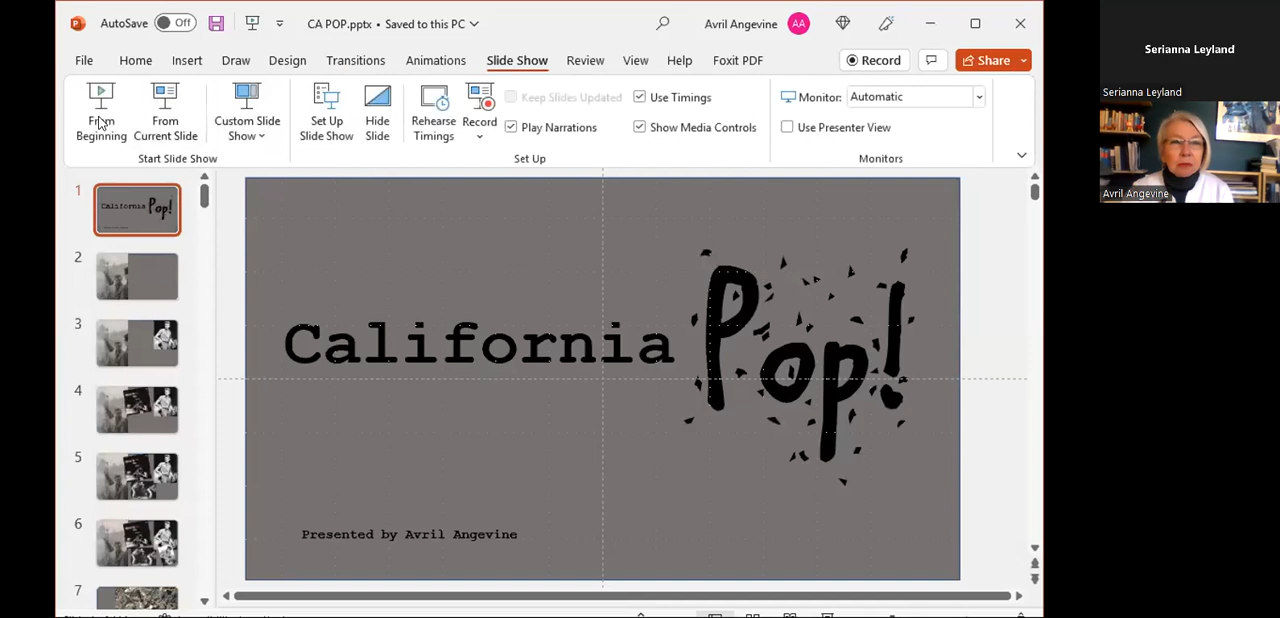 AutoSave Off CA POP.pptx • Saved to this PC Avril Angevine AA
File Home Insert Draw Design Transitions Animations Slide Show Review View Help Foxit PDF Record Share
From Beginning
From Current Slide
Custom Slide Show
Set Up Slide Show
Hide Slide
Rehearse Timings
Record
Keep Slides Updated
Use Timings
Play Narrations
Show Media Controls
Monitor: Automatic
Use Presenter View
Start Slide Show
Set Up
Monitors
1
California Pop!
2
3
4
5
6
7
California Pop!
Presented by Avril Angevine
Serianna Leyland
Serianna Leyland
Avril Angevine